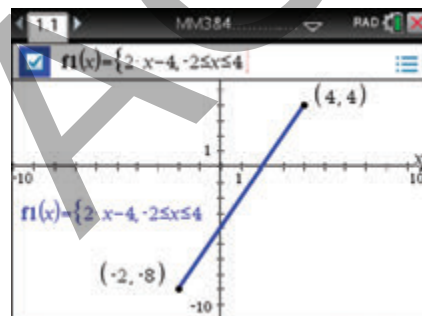 1.1 MM384 RAD
f1(x)={2·x-4,-2≤x≤4
(4,4)
1
x
-10 1 10
f1(x)={2·x-4,-2≤x≤4
(-2,-8)
-10